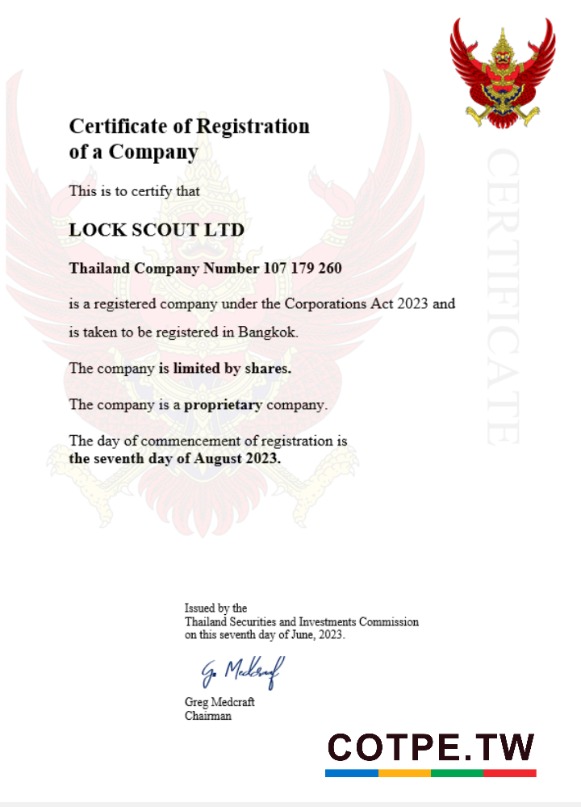 Certificate of Registration
of a Company
This is to certify that
LOCK SCOUT LTD
Thailand Company Number 107 179 260
is a registered company under the Corporations Act 2023 and
is taken to be registered in Bangkok.
The company is limited by shares.
The company is a proprietary company.
The day of commencement of registration is
the seventh day of August 2023.
CERTIFICATE
Issued by the
Thailand Securities and Investments Commission
on this seventh day of June, 2023.
G. Medcraft
Greg Medcraft
Chairman
COTPE.TW